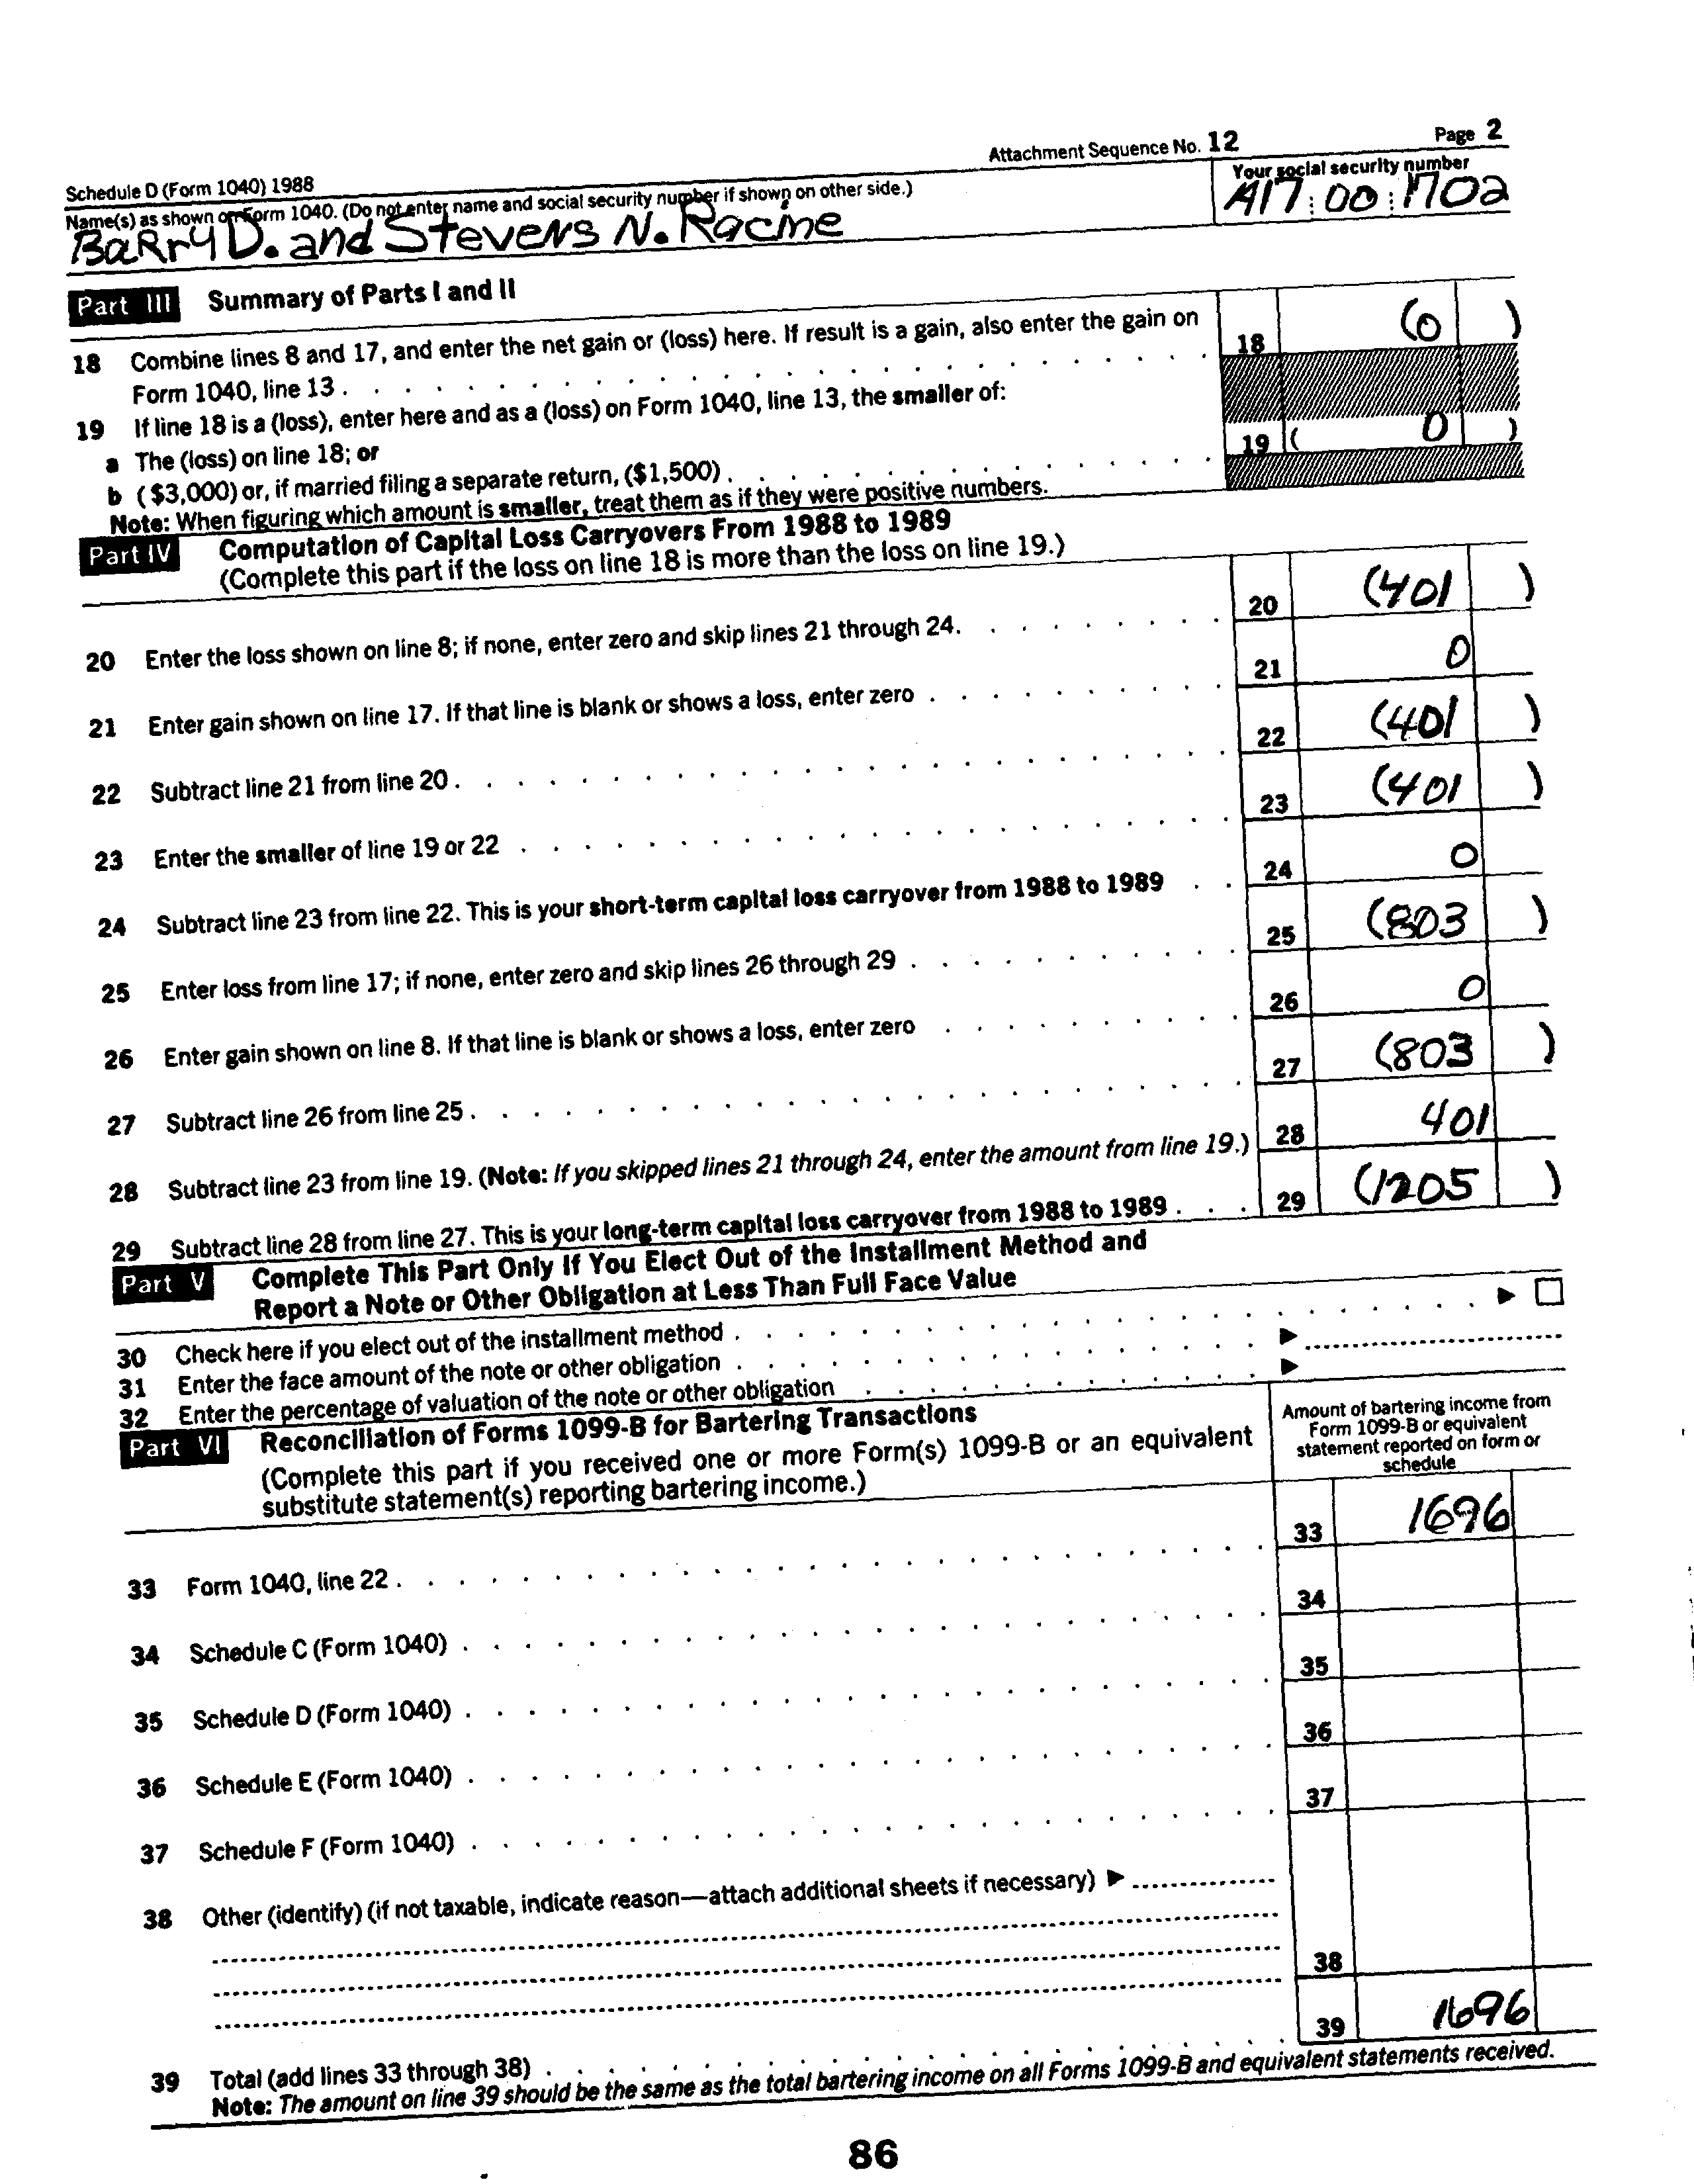 Attachment Sequence No. 12 Page 2
Schedule D (Form 1040) 1988
Name(s) as shown on Form 1040. (Do not enter name and social security number if shown on other side.) Your social security number
BaRRy D. and Stevens N. Racine A17 00 1702
Part III Summary of Parts I and II
18 Combine lines 8 and 17, and enter the net gain or (loss) here. If result is a gain, also enter the gain on
Form 1040, line 13 . . . . . . . . . . . . . . . . . . . . . . . . . . . 18 (0 )
19 If line 18 is a (loss), enter here and as a (loss) on Form 1040, line 13, the smaller of:
a The (loss) on line 18; or
b ($3,000) or, if married filing a separate return, ($1,500) . . . . . . . . . . . . . . . 19 ( 0 )
Note: When figuring which amount is smaller, treat them as if they were positive numbers.
Part IV Computation of Capital Loss Carryovers From 1988 to 1989
(Complete this part if the loss on line 18 is more than the loss on line 19.)
20 Enter the loss shown on line 8; if none, enter zero and skip lines 21 through 24. . . . . . . . . 20 (401 )
21 Enter gain shown on line 17. If that line is blank or shows a loss, enter zero . . . . . . . . . . 21 0
22 Subtract line 21 from line 20 . . . . . . . . . . . . . . . . . . . . . . . . 22 (401 )
23 Enter the smaller of line 19 or 22 . . . . . . . . . . . . . . . . . . . . . . . 23 (401 )
24 Subtract line 23 from line 22. This is your short-term capital loss carryover from 1988 to 1989 . . 24 0
25 Enter loss from line 17; if none, enter zero and skip lines 26 through 29 . . . . . . . . . . . 25 (803 )
26 Enter gain shown on line 8. If that line is blank or shows a loss, enter zero . . . . . . . . . . 26 0
27 Subtract line 26 from line 25 . . . . . . . . . . . . . . . . . . . . . . . . 27 (803 )
28 Subtract line 23 from line 19. (Note: If you skipped lines 21 through 24, enter the amount from line 19.) 28 401
29 Subtract line 28 from line 27. This is your long-term capital loss carryover from 1988 to 1989 . . . 29 (1205 )
Part V Complete This Part Only If You Elect Out of the Installment Method and
Report a Note or Other Obligation at Less Than Full Face Value
30 Check here if you elect out of the installment method . . . . . . . . . . . . . . . . . . . . . . . . ▶ □
31 Enter the face amount of the note or other obligation . . . . . . . . . . . . . . . . . ▶
32 Enter the percentage of valuation of the note or other obligation . . . . . . . . . . . . . ▶
Part VI Reconciliation of Forms 1099-B for Bartering Transactions
(Complete this part if you received one or more Form(s) 1099-B or an equivalent
substitute statement(s) reporting bartering income.)
Amount of bartering income from
Form 1099-B or equivalent
statement reported on form or
schedule
33 Form 1040, line 22 . . . . . . . . . . . . . . . . . . . . . . . . . . . 33 1696
34 Schedule C (Form 1040) . . . . . . . . . . . . . . . . . . . . . . . . . . 34
35 Schedule D (Form 1040) . . . . . . . . . . . . . . . . . . . . . . . . . . 35
36 Schedule E (Form 1040) . . . . . . . . . . . . . . . . . . . . . . . . . . 36
37 Schedule F (Form 1040) . . . . . . . . . . . . . . . . . . . . . . . . . . 37
38 Other (identify) (if not taxable, indicate reason—attach additional sheets if necessary) ▶
38
39 Total (add lines 33 through 38) . . . . . . . . . . . . . . . . . . . . . . . 39 1696
Note: The amount on line 39 should be the same as the total bartering income on all Forms 1099-B and equivalent statements received.
86